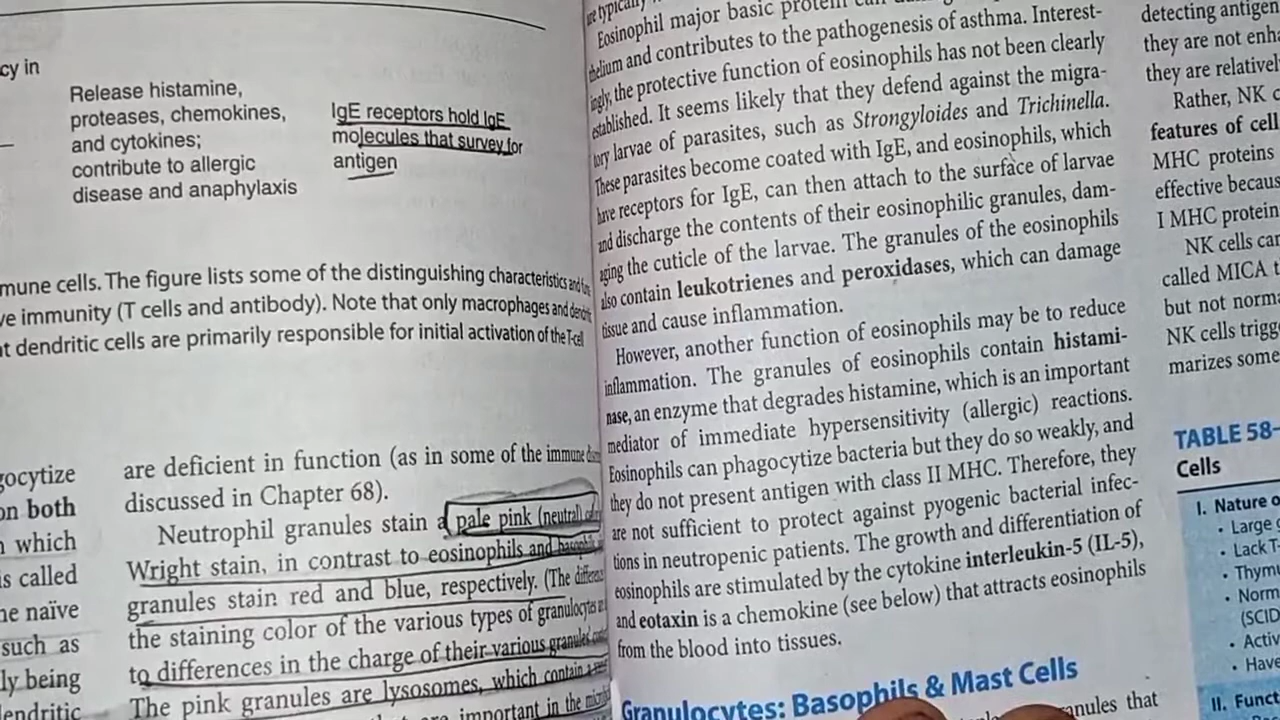 cy in
Release histamine,
proteases, chemokines,
and cytokines;
contribute to allergic
disease and anaphylaxis
IgE receptors hold IgE
molecules that survey for
antigen
mune cells. The figure lists some of the distinguishing characteristics and
ve immunity (T cells and antibody). Note that only macrophages and
t dendritic cells are primarily responsible for initial activation of the T-cell
gocytize
on both
which
s called
ne naïve
such as
ly being
lendritic
are deficient in function (as in some of the immune
discussed in Chapter 68).
Neutrophil granules stain a pale pink (neutral)
Wright stain, in contrast to eosinophils and
granules stain red and blue, respectively. (The
the staining color of the various types of granulocytes
to differences in the charge of their various granules'
The pink granules are lysosomes, which contain a
important in the
typically
Eosinophil major basic protein can
thelium and contributes to the pathogenesis of asthma. Interest-
ingly, the protective function of eosinophils has not been clearly
established. It seems likely that they defend against the migra-
tory larvae of parasites, such as Strongyloides and Trichinella.
These parasites become coated with IgE, and eosinophils, which
have receptors for IgE, can then attach to the surface of larvae
and discharge the contents of their eosinophilic granules, dam-
aging the cuticle of the larvae. The granules of the eosinophils
also contain leukotrienes and peroxidases, which can damage
tissue and cause inflammation.
However, another function of eosinophils may be to reduce
inflammation. The granules of eosinophils contain histami-
nase, an enzyme that degrades histamine, which is an important
mediator of immediate hypersensitivity (allergic) reactions.
Eosinophils can phagocytize bacteria but they do so weakly, and
they do not present antigen with class II MHC. Therefore, they
are not sufficient to protect against pyogenic bacterial infec-
tions in neutropenic patients. The growth and differentiation of
eosinophils are stimulated by the cytokine interleukin-5 (IL-5),
and eotaxin is a chemokine (see below) that attracts eosinophils
from the blood into tissues.
Granulocytes: Basophils & Mast Cells
that
detecting antigen
they are not enha
they are relativel
Rather, NK c
features of cell
MHC proteins
effective becaus
I MHC protein
NK cells can
called MICA t
but not norma
NK cells trigg
marizes some
TABLE 58-
Cells
I. Nature o
• Large
• Lack T-
• Thymu
• Norm
(SCID
• Activ
• Have
II. Funct